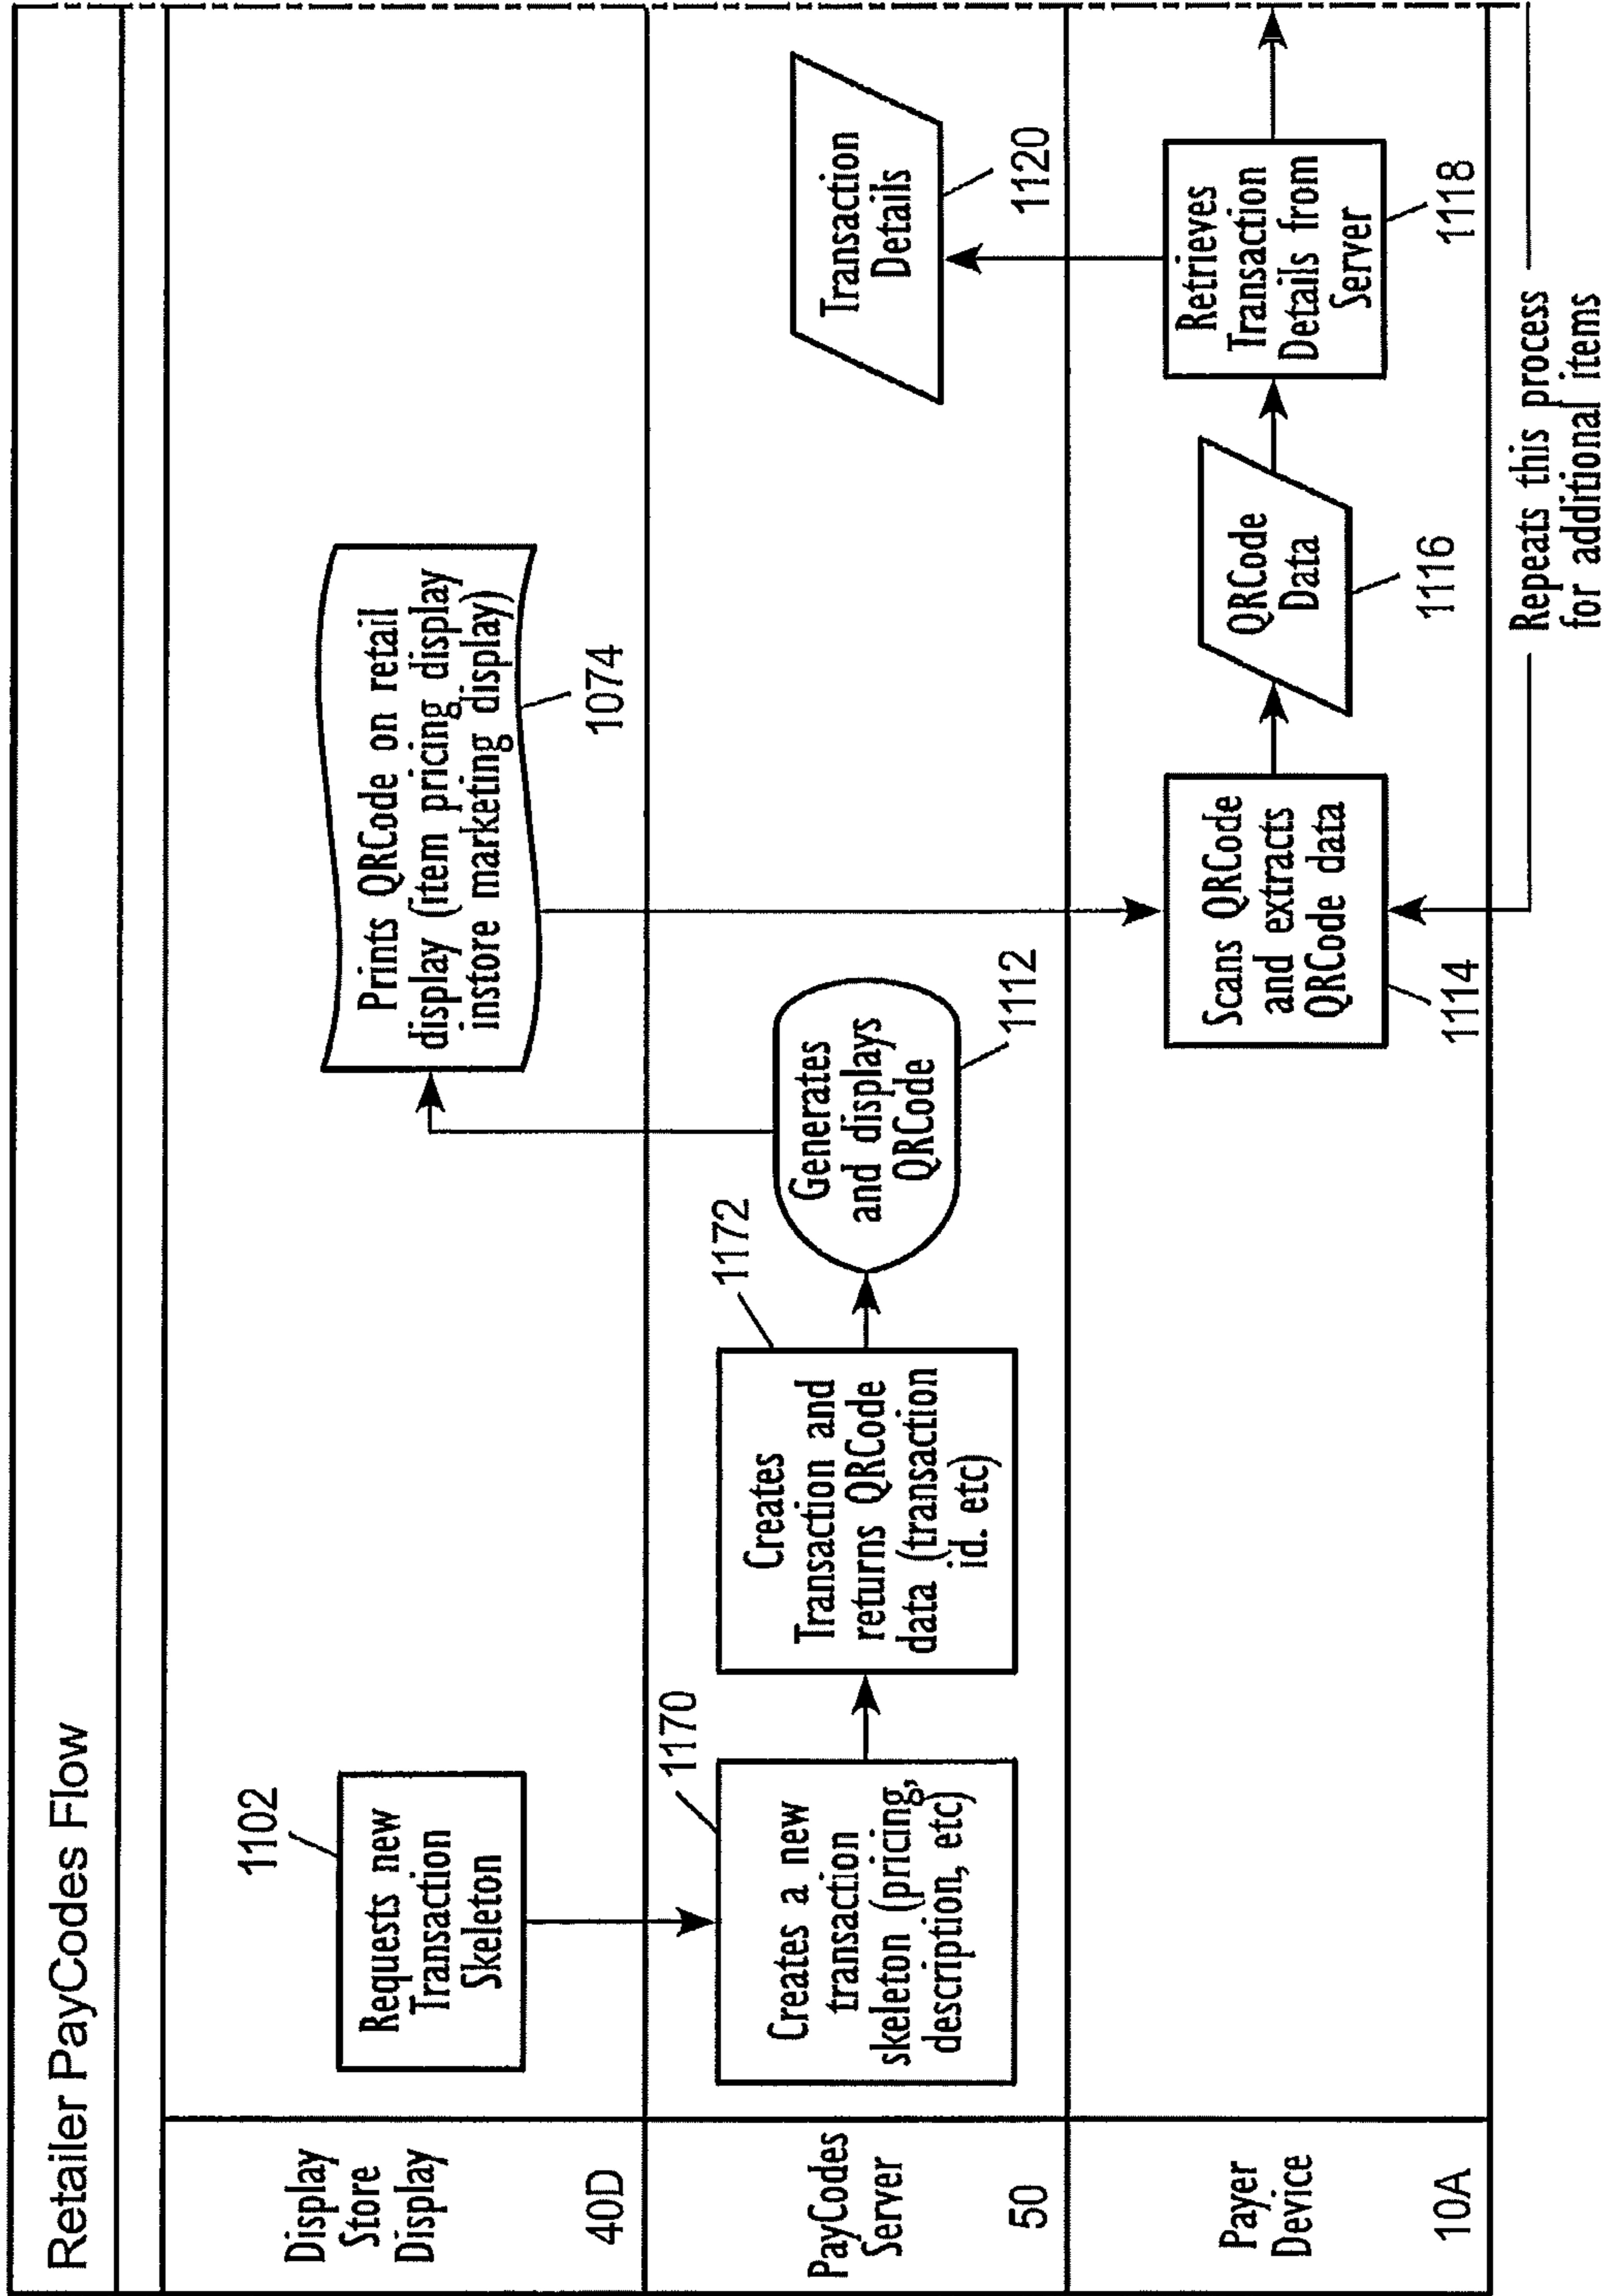 Retailer PayCodes Flow
Display
Store
Display
40D
1102
Requests new
Transaction
Skeleton
Prints QRCode on retail
display (item pricing display
instore marketing display)
1074
PayCodes
Server
50
1170
Creates a new
transaction
skeleton (pricing,
description, etc)
1172
Creates
Transaction and
returns QRCode
data (transaction
id. etc)
Generates
and displays
QRCode
1112
Transaction
Details
1120
Payer
Device
10A
Scans QRCode
and extracts
QRCode data
1114
QRCode
Data
1116
Retrieves
Transaction
Details from
Server
1118
Repeats this process
for additional items